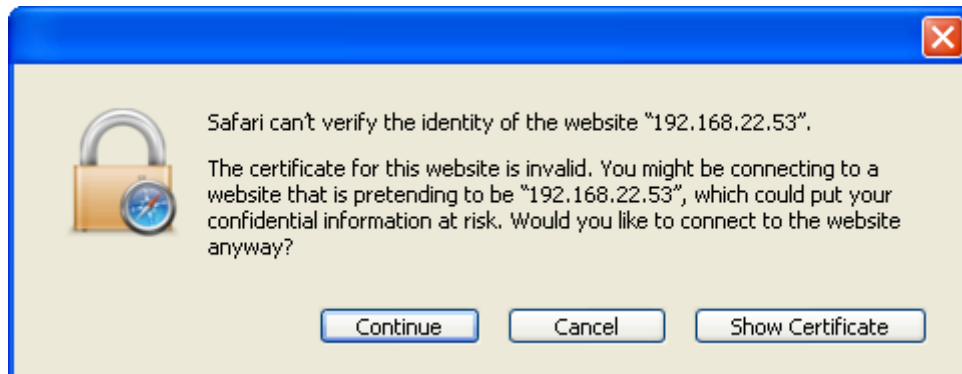 Safari can't verify the identity of the website “192.168.22.53”.
The certificate for this website is invalid. You might be connecting to a
website that is pretending to be “192.168.22.53”, which could put your
confidential information at risk. Would you like to connect to the website
anyway?
Continue Cancel Show Certificate